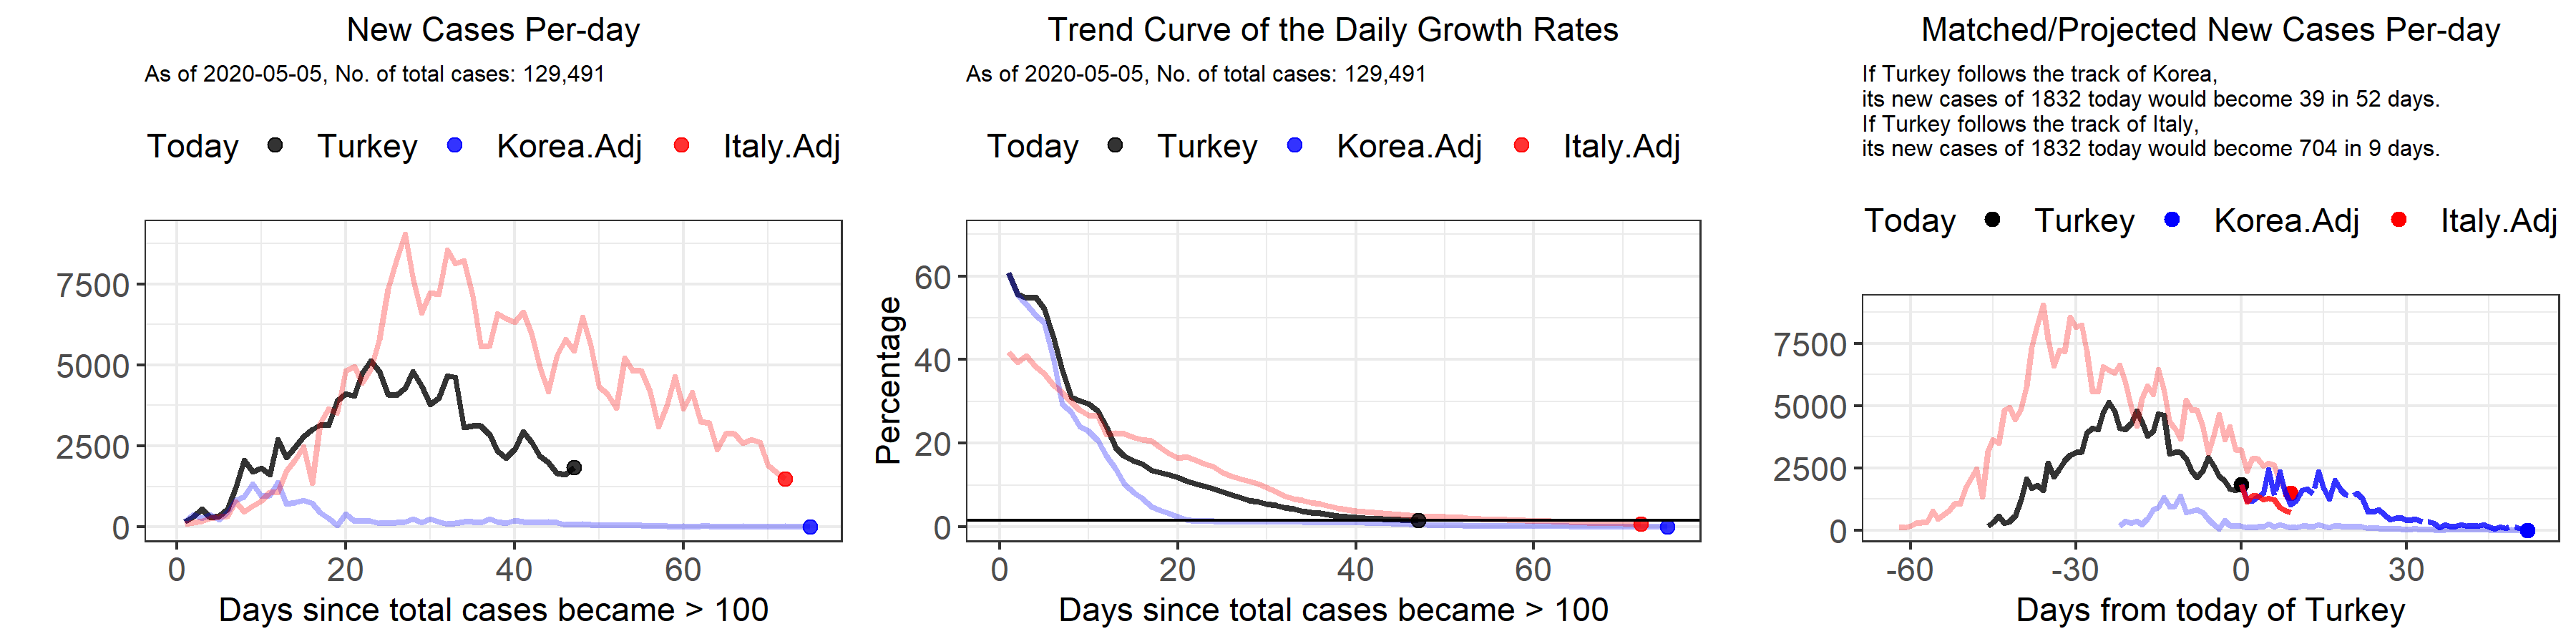 New Cases Per-day
As of 2020-05-05, No. of total cases: 129,491
Today Turkey Korea.Adj Italy.Adj
7500
5000
2500
0
0 20 40 60
Days since total cases became > 100
Trend Curve of the Daily Growth Rates
As of 2020-05-05, No. of total cases: 129,491
Today Turkey Korea.Adj Italy.Adj
Percentage
60
40
20
0
0 20 40 60
Days since total cases became > 100
Matched/Projected New Cases Per-day
If Turkey follows the track of Korea,
its new cases of 1832 today would become 39 in 52 days.
If Turkey follows the track of Italy,
its new cases of 1832 today would become 704 in 9 days.
Today Turkey Korea.Adj Italy.Adj
7500
5000
2500
0
-60 -30 0 30
Days from today of Turkey